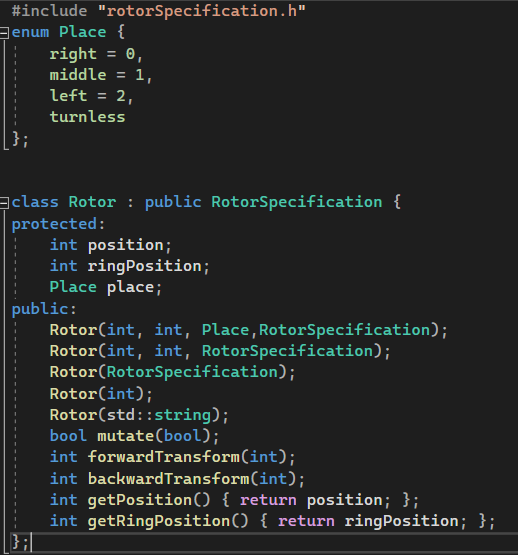 #include "rotorSpecification.h"
enum Place {
    right = 0,
    middle = 1,
    left = 2,
    turnless
};
class Rotor : public RotorSpecification {
protected:
    int position;
    int ringPosition;
    Place place;
public:
    Rotor(int, int, Place,RotorSpecification);
    Rotor(int, int, RotorSpecification);
    Rotor(RotorSpecification);
    Rotor(int);
    Rotor(std::string);
    bool mutate(bool);
    int forwardTransform(int);
    int backwardTransform(int);
    int getPosition() { return position; };
    int getRingPosition() { return ringPosition; };
};